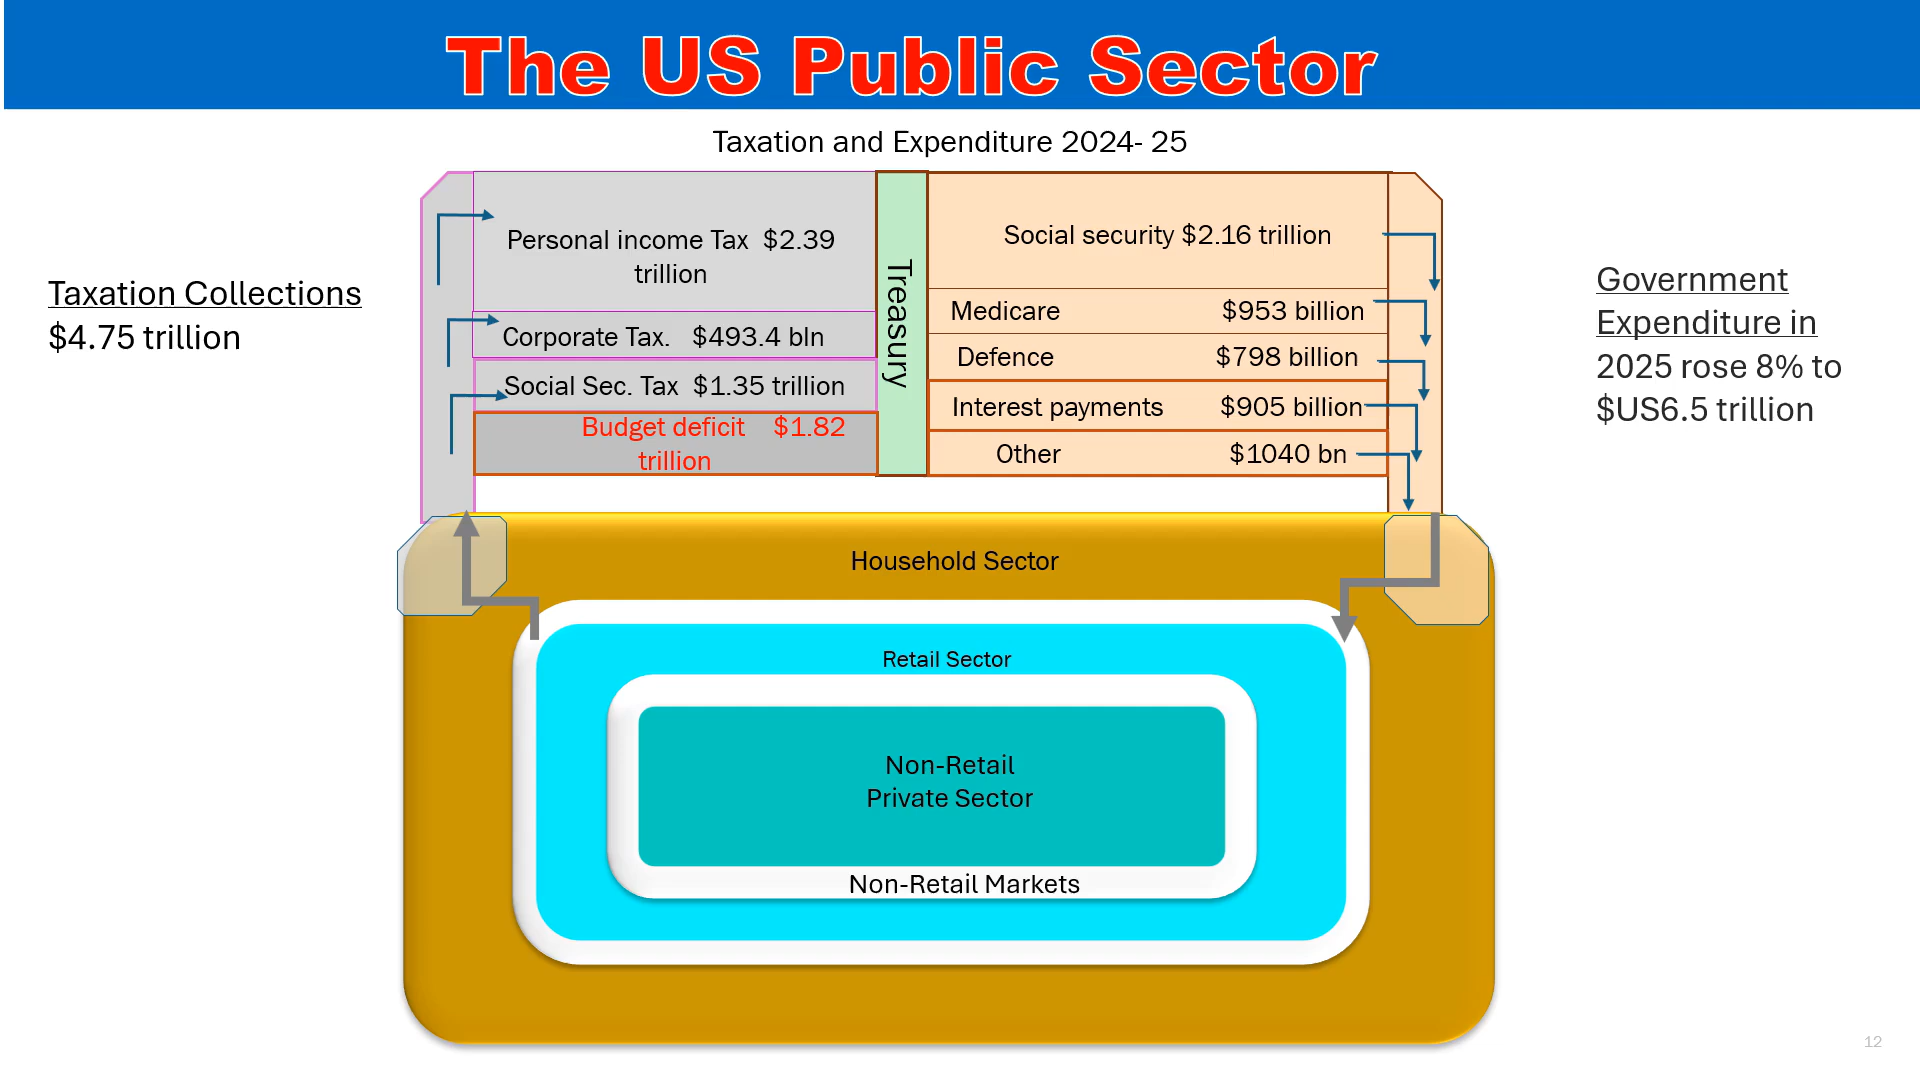 The US Public Sector
Taxation and Expenditure 2024- 25
Taxation Collections
$4.75 trillion
Personal income Tax $2.39
trillion
Corporate Tax. $493.4 bln
Social Sec. Tax $1.35 trillion
Budget deficit $1.82
trillion
Treasury
Social security $2.16 trillion
Medicare $953 billion
Defence $798 billion
Interest payments $905 billion
Other $1040 bn
Government
Expenditure in
2025 rose 8% to
$US6.5 trillion
Household Sector
Retail Sector
Non-Retail
Private Sector
Non-Retail Markets
12